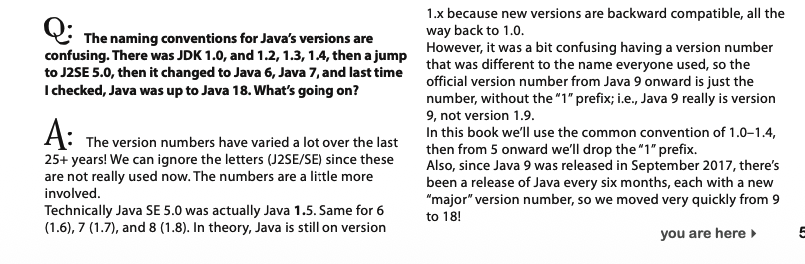 Q: The naming conventions for Java's versions are
confusing. There was JDK 1.0, and 1.2, 1.3, 1.4, then a jump
to J2SE 5.0, then it changed to Java 6, Java 7, and last time
I checked, Java was up to Java 18. What's going on?
A: The version numbers have varied a lot over the last
25+ years! We can ignore the letters (J2SE/SE) since these
are not really used now. The numbers are a little more
involved.
Technically Java SE 5.0 was actually Java 1.5. Same for 6
(1.6), 7 (1.7), and 8 (1.8). In theory, Java is still on version
1.x because new versions are backward compatible, all the
way back to 1.0.
However, it was a bit confusing having a version number
that was different to the name everyone used, so the
official version number from Java 9 onward is just the
number, without the "1" prefix; i.e., Java 9 really is version
9, not version 1.9.
In this book we'll use the common convention of 1.0–1.4,
then from 5 onward we'll drop the "1" prefix.
Also, since Java 9 was released in September 2017, there's
been a release of Java every six months, each with a new
"major" version number, so we moved very quickly from 9
to 18!
you are here ▸ 5